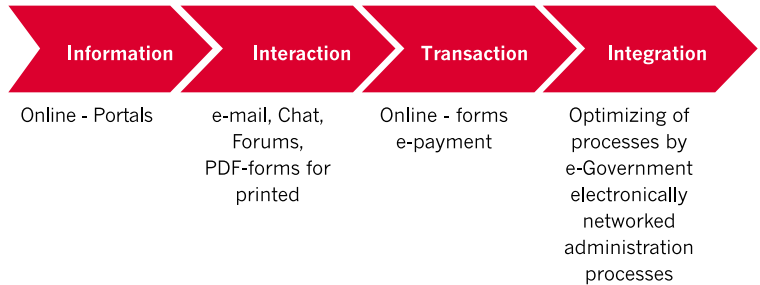 Information
Interaction
Transaction
Integration
Online - Portals
e-mail, Chat,
Forums,
PDF-forms for
printed
Online - forms
e-payment
Optimizing of
processes by
e-Government
electronically
networked
administration
processes